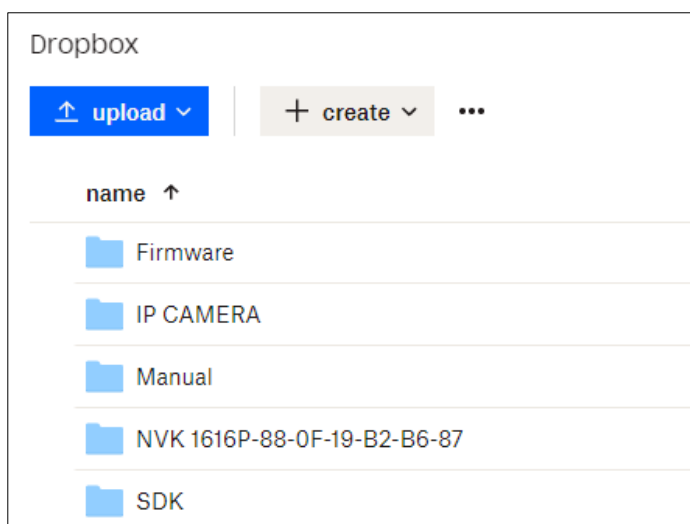 Dropbox
upload
+ create •••
name ↑
Firmware
IP CAMERA
Manual
NVK 1616P-88-0F-19-B2-B6-87
SDK